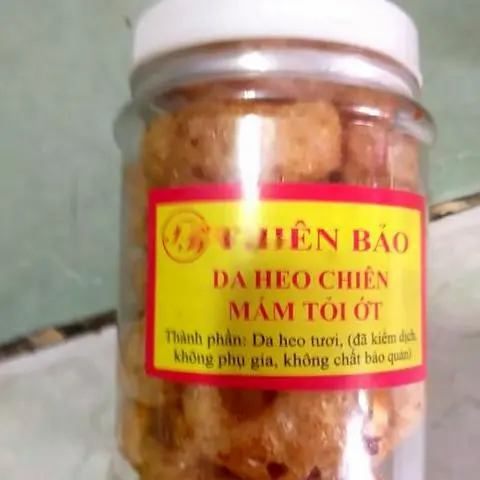 THIÊN BẢO
DA HEO CHIÊN
MẮM TỎI ỚT
Thành phần: Da heo tươi, (đã kiểm dịch,
không phụ gia, không chất bảo quản)